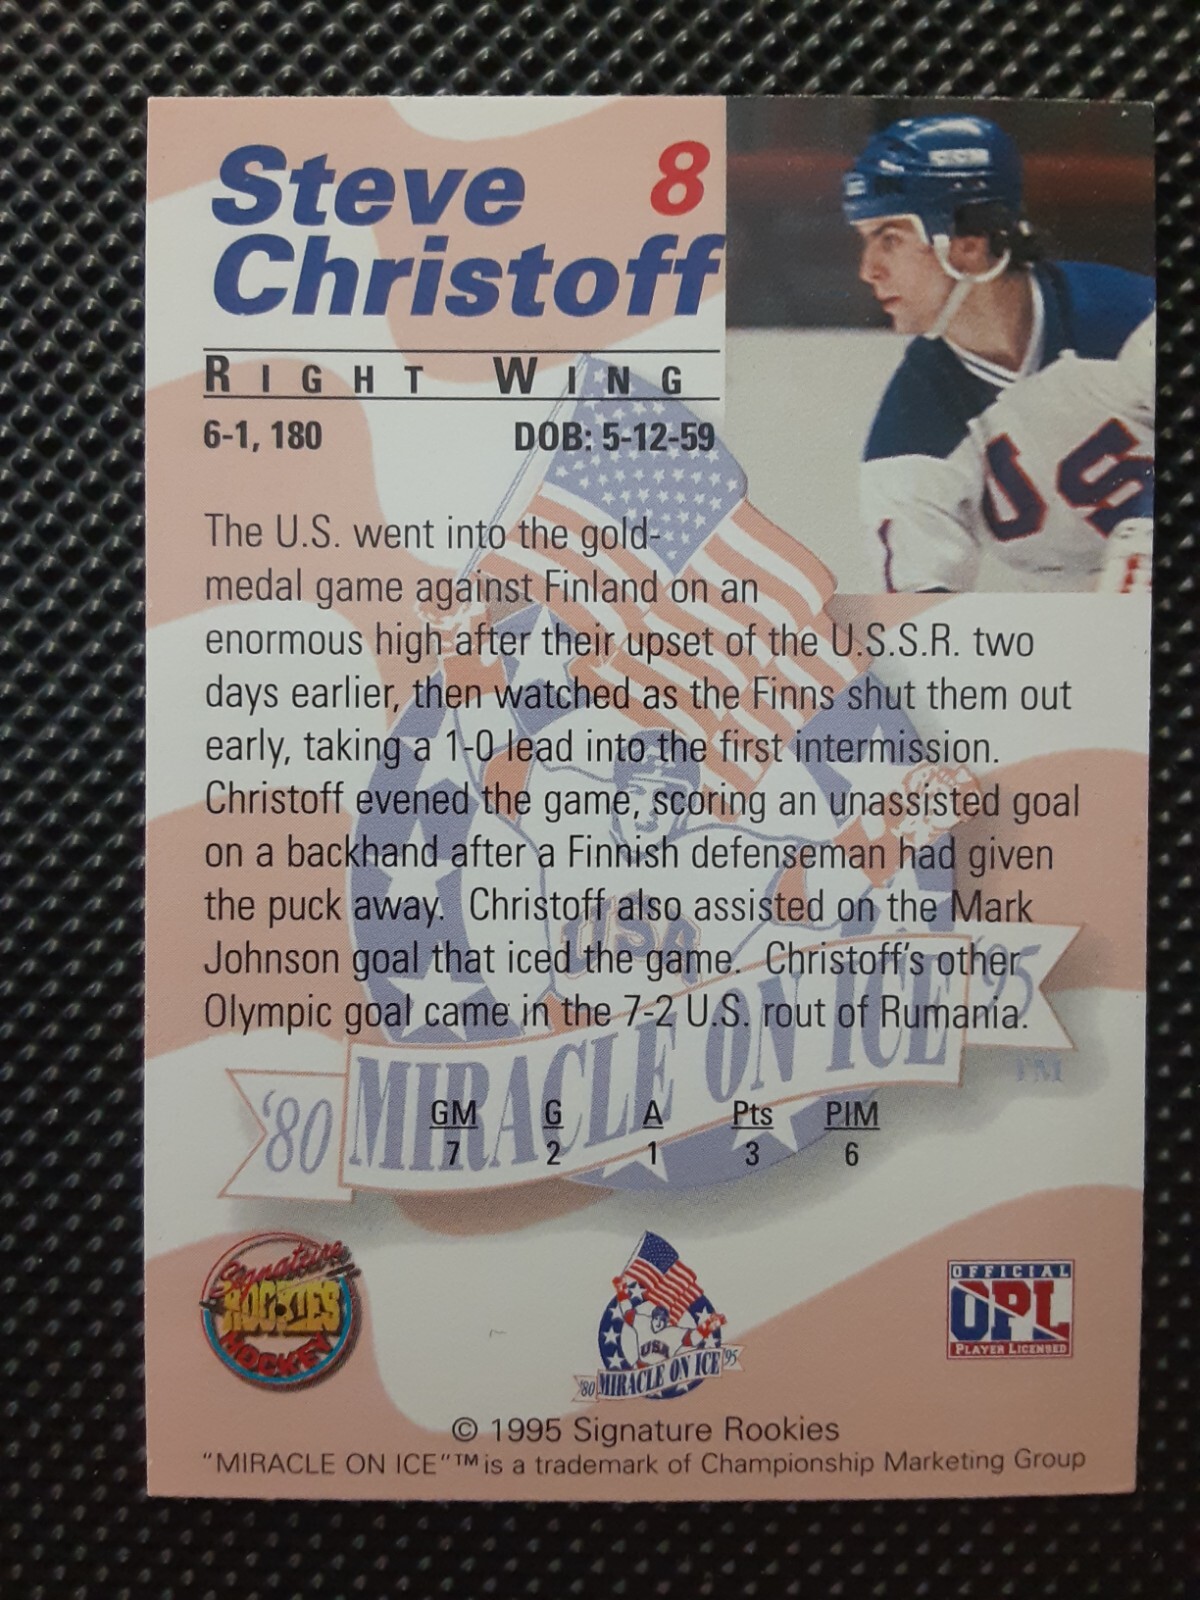 Steve 8
Christoff
RIGHT WING
6-1, 180 DOB: 5-12-59
The U.S. went into the gold-
medal game against Finland on an
enormous high after their upset of the U.S.S.R. two
days earlier, then watched as the Finns shut them out
early, taking a 1-0 lead into the first intermission.
Christoff evened the game, scoring an unassisted goal
on a backhand after a Finnish defenseman had given
the puck away. Christoff also assisted on the Mark
Johnson goal that iced the game. Christoff's other
Olympic goal came in the 7-2 U.S. rout of Rumania.
US
USA
'80 MIRACLE ON ICE '95
TM
GM G A Pts PIM
7 2 1 3 6
Signature
ROOKIES
HOCKEY
USA
'80 MIRACLE ON ICE '95
OFFICIAL
OPL
PLAYER LICENSED
© 1995 Signature Rookies
"MIRACLE ON ICE"™ is a trademark of Championship Marketing Group